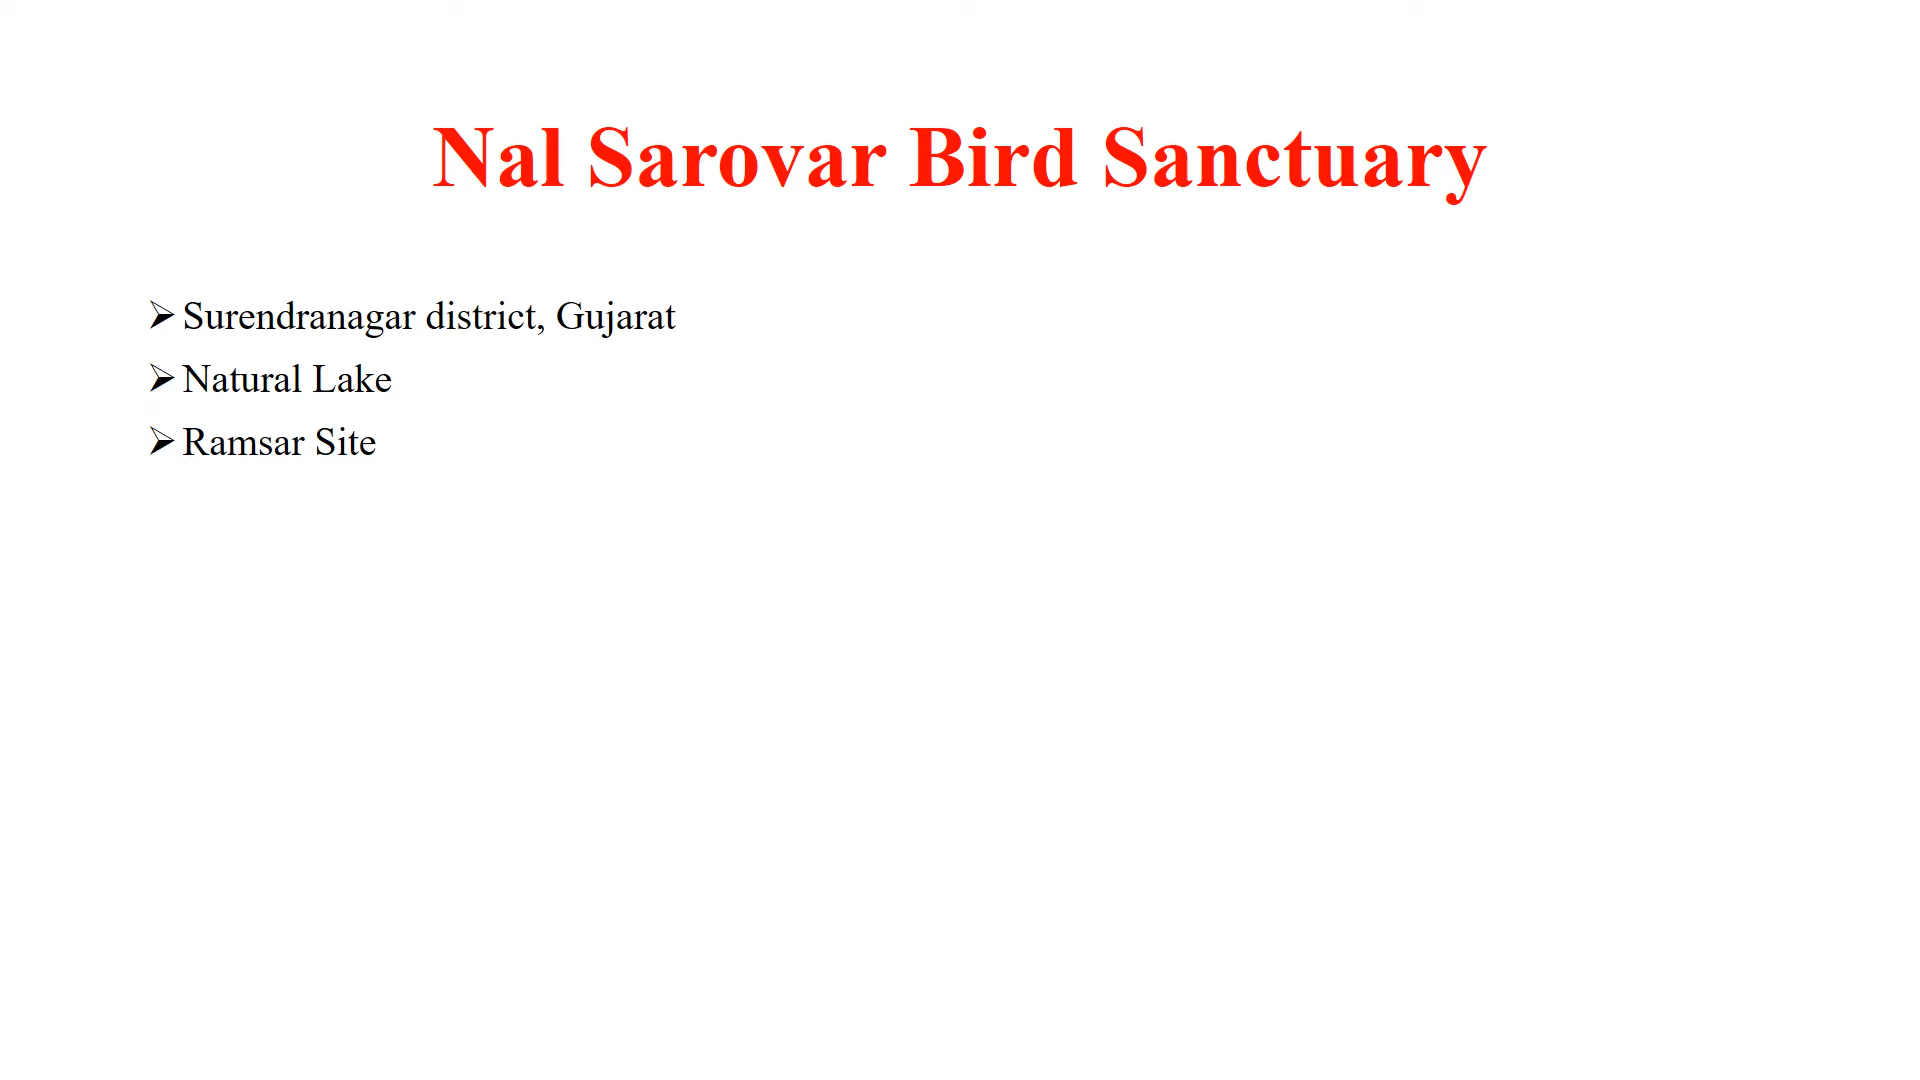 Nal Sarovar Bird Sanctuary
➢ Surendranagar district, Gujarat
➢ Natural Lake
➢ Ramsar Site